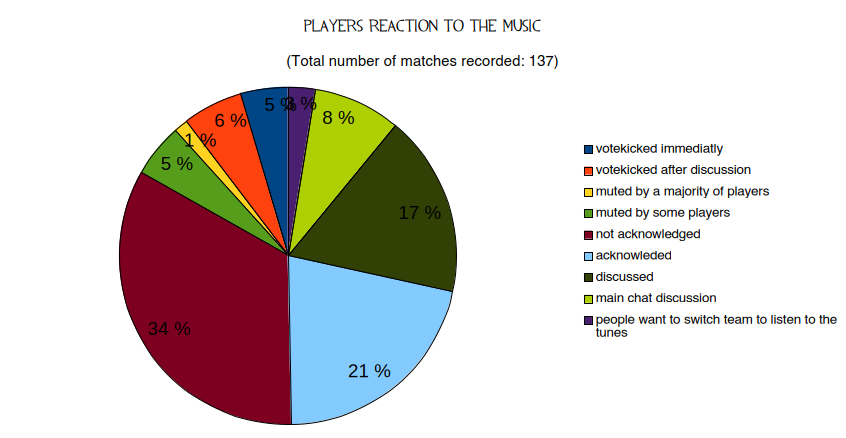 PLAYERS REACTION TO THE MUSIC
(Total number of matches recorded: 137)
5 %
3 %
8 %
6 %
1 %
5 %
17 %
34 %
21 %
votekicked immediatly
votekicked after discussion
muted by a majority of players
muted by some players
not acknowledged
acknowleded
discussed
main chat discussion
people want to switch team to listen to the
tunes